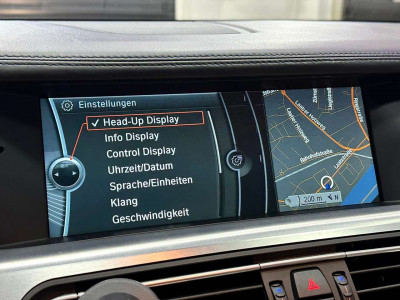 Einstellungen
✓ Head-Up Display
Info Display
Control Display
Uhrzeit/Datum
Sprache/Einheiten
Klang
Geschwindigkeit
Bahnhofstraße
200 m N